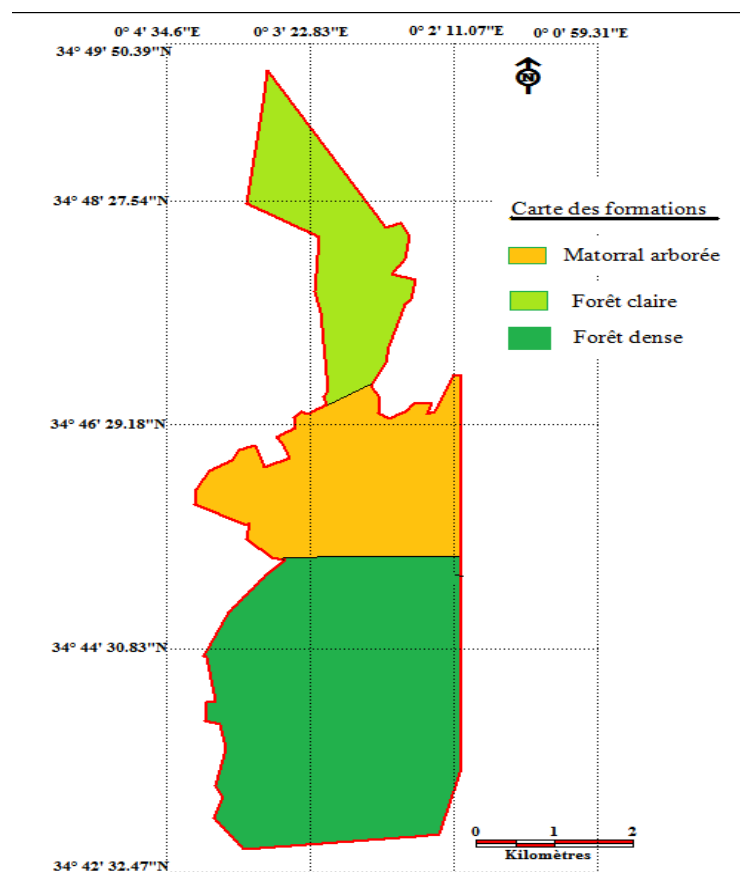 0° 4' 34.6"E 0° 3' 22.83"E 0° 2' 11.07"E 0° 0' 59.31"E
34° 49' 50.39"N
N
34° 48' 27.54"N
Carte des formations
Matorral arborée
Forêt claire
Forêt dense
34° 46' 29.18"N
34° 44' 30.83"N
0 1 2
Kilomètres
34° 42' 32.47"N